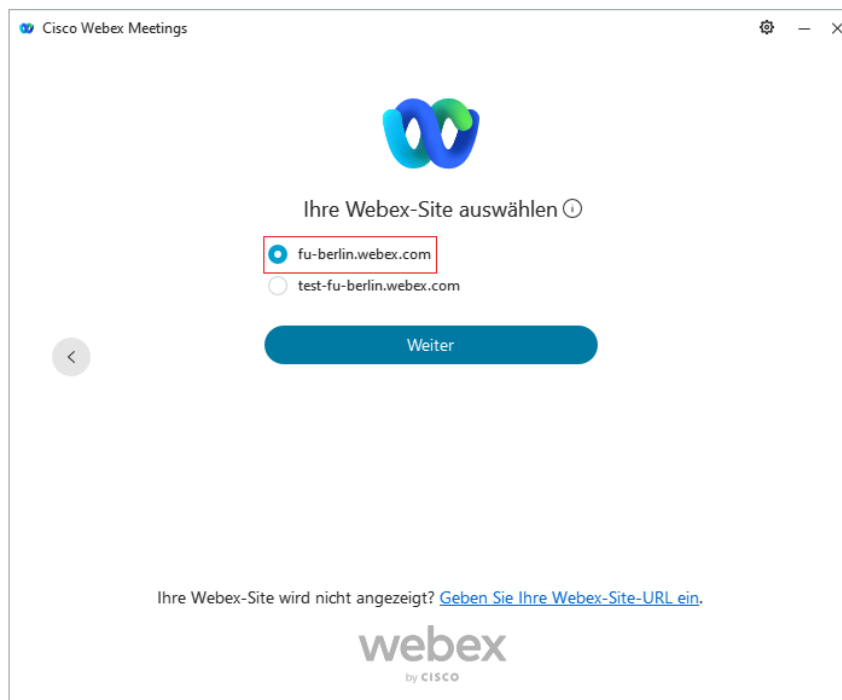 Cisco Webex Meetings
Ihre Webex-Site auswählen
fu-berlin.webex.com
test-fu-berlin.webex.com
Weiter
Ihre Webex-Site wird nicht angezeigt? Geben Sie Ihre Webex-Site-URL ein.
webex
by CISCO